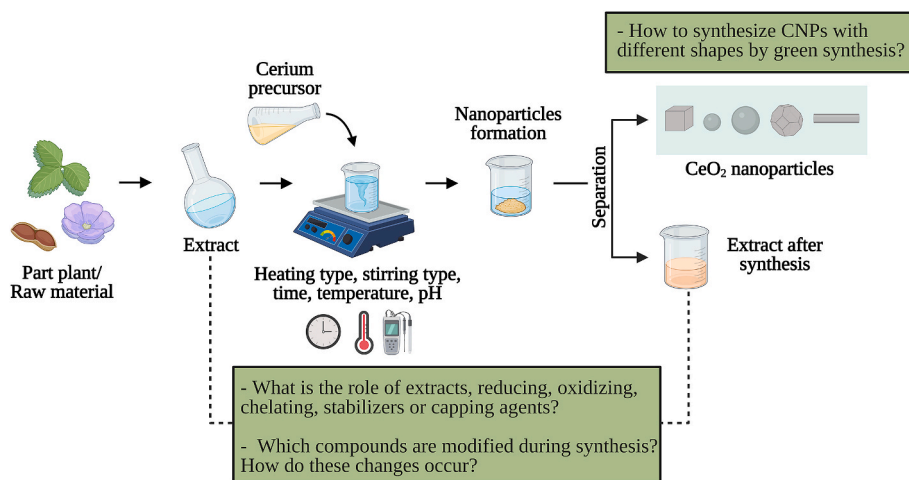 - How to synthesize CNPs with
different shapes by green synthesis?
Cerium
precursor
Nanoparticles
formation
Separation
CeO₂ nanoparticles
Extract
Part plant/
Raw material
Heating type, stirring type,
time, temperature, pH
Extract after
synthesis
- What is the role of extracts, reducing, oxidizing,
chelating, stabilizers or capping agents?
- Which compounds are modified during synthesis?
How do these changes occur?